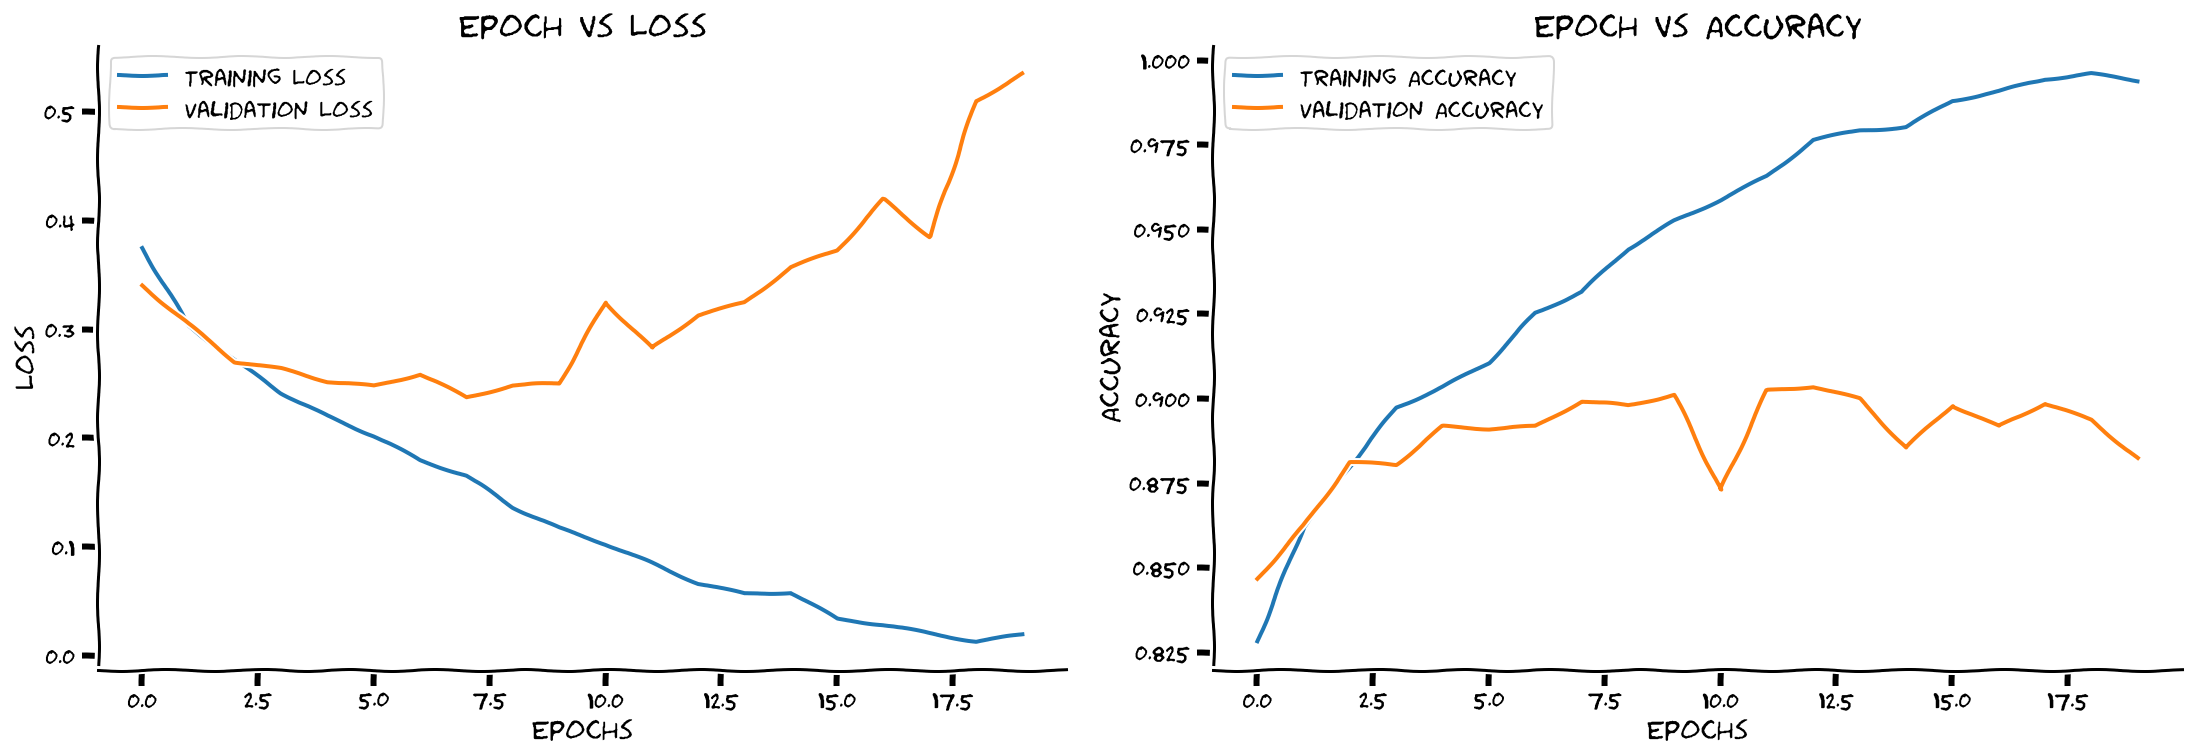 EPOCH VS LOSS
TRAINING LOSS
VALIDATION LOSS
LOSS
0.5
0.4
0.3
0.2
0.1
0.0
0.0 2.5 5.0 7.5 10.0 12.5 15.0 17.5
EPOCHS
EPOCH VS ACCURACY
TRAINING ACCURACY
VALIDATION ACCURACY
ACCURACY
1.000
0.975
0.950
0.925
0.900
0.875
0.850
0.825
0.0 2.5 5.0 7.5 10.0 12.5 15.0 17.5
EPOCHS